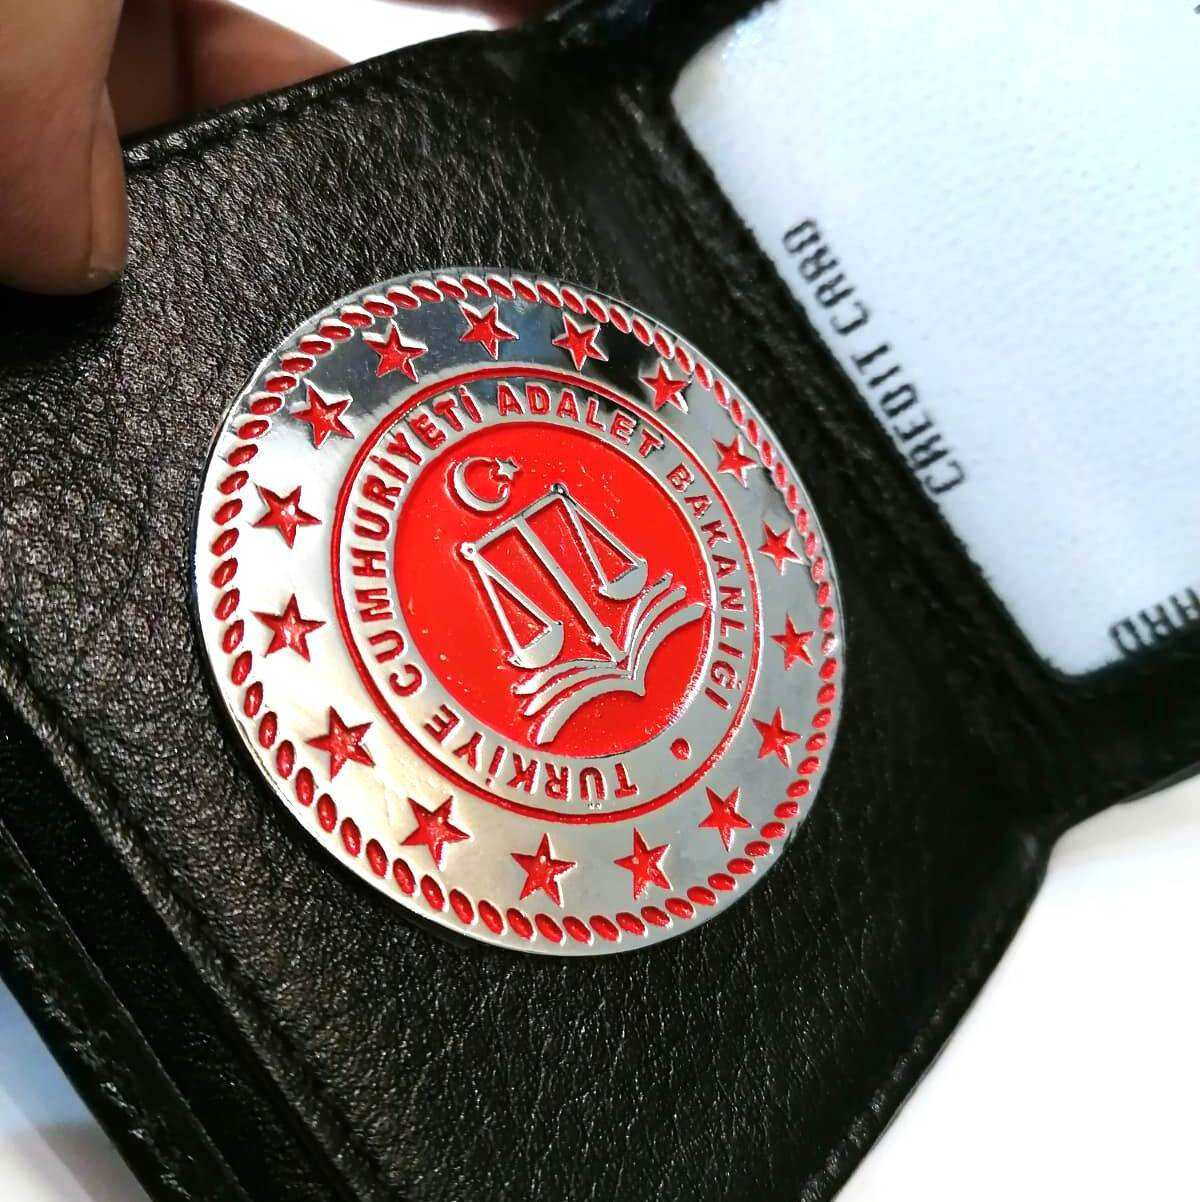 TÜRKİYE CUMHURİYETİ ADALET BAKANLIĞI
CREDIT CARD